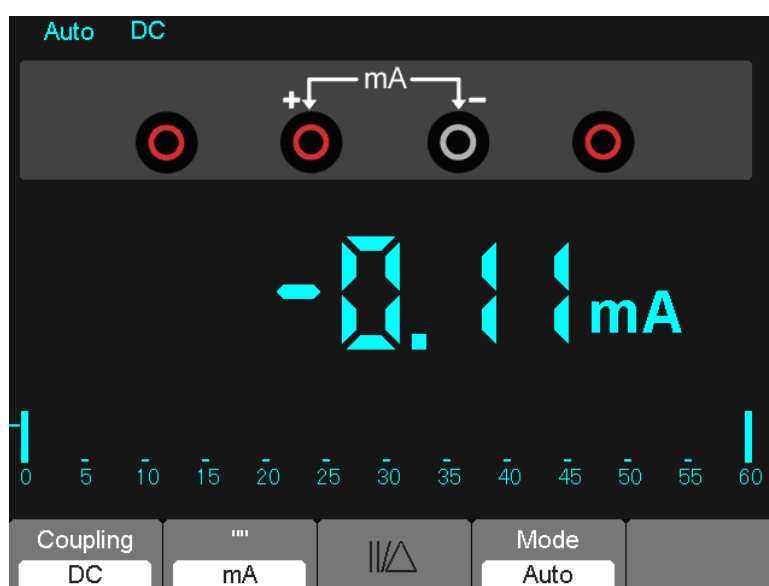 Auto DC
+ mA -
-0.11 mA
0 5 10 15 20 25 30 35 40 45 50 55 60
Coupling "" ||/△ Mode
DC mA Auto